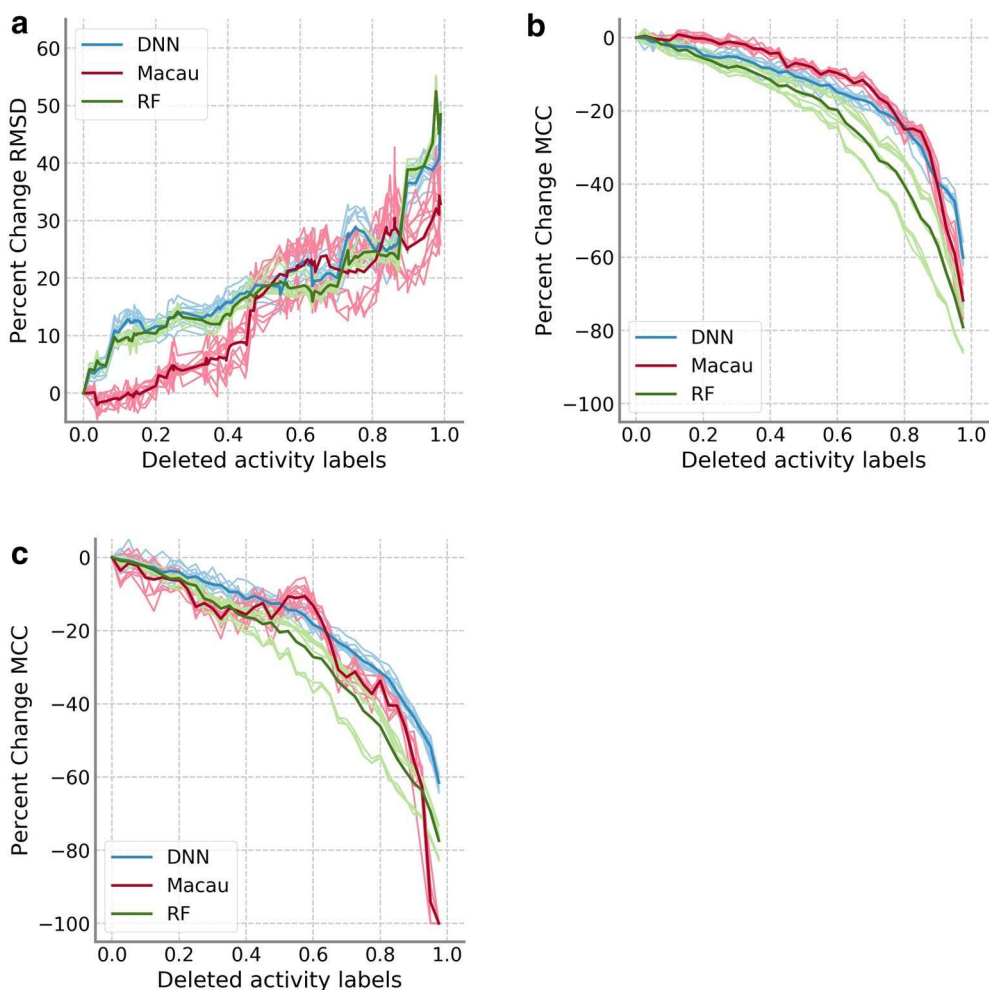 a
60
50
40
30
20
10
0
Percent Change RMSD
DNN
Macau
RF
0.0 0.2 0.4 0.6 0.8 1.0
Deleted activity labels
b
0
−20
−40
−60
−80
−100
Percent Change MCC
DNN
Macau
RF
0.0 0.2 0.4 0.6 0.8 1.0
Deleted activity labels
c
0
−20
−40
−60
−80
−100
Percent Change MCC
DNN
Macau
RF
0.0 0.2 0.4 0.6 0.8 1.0
Deleted activity labels